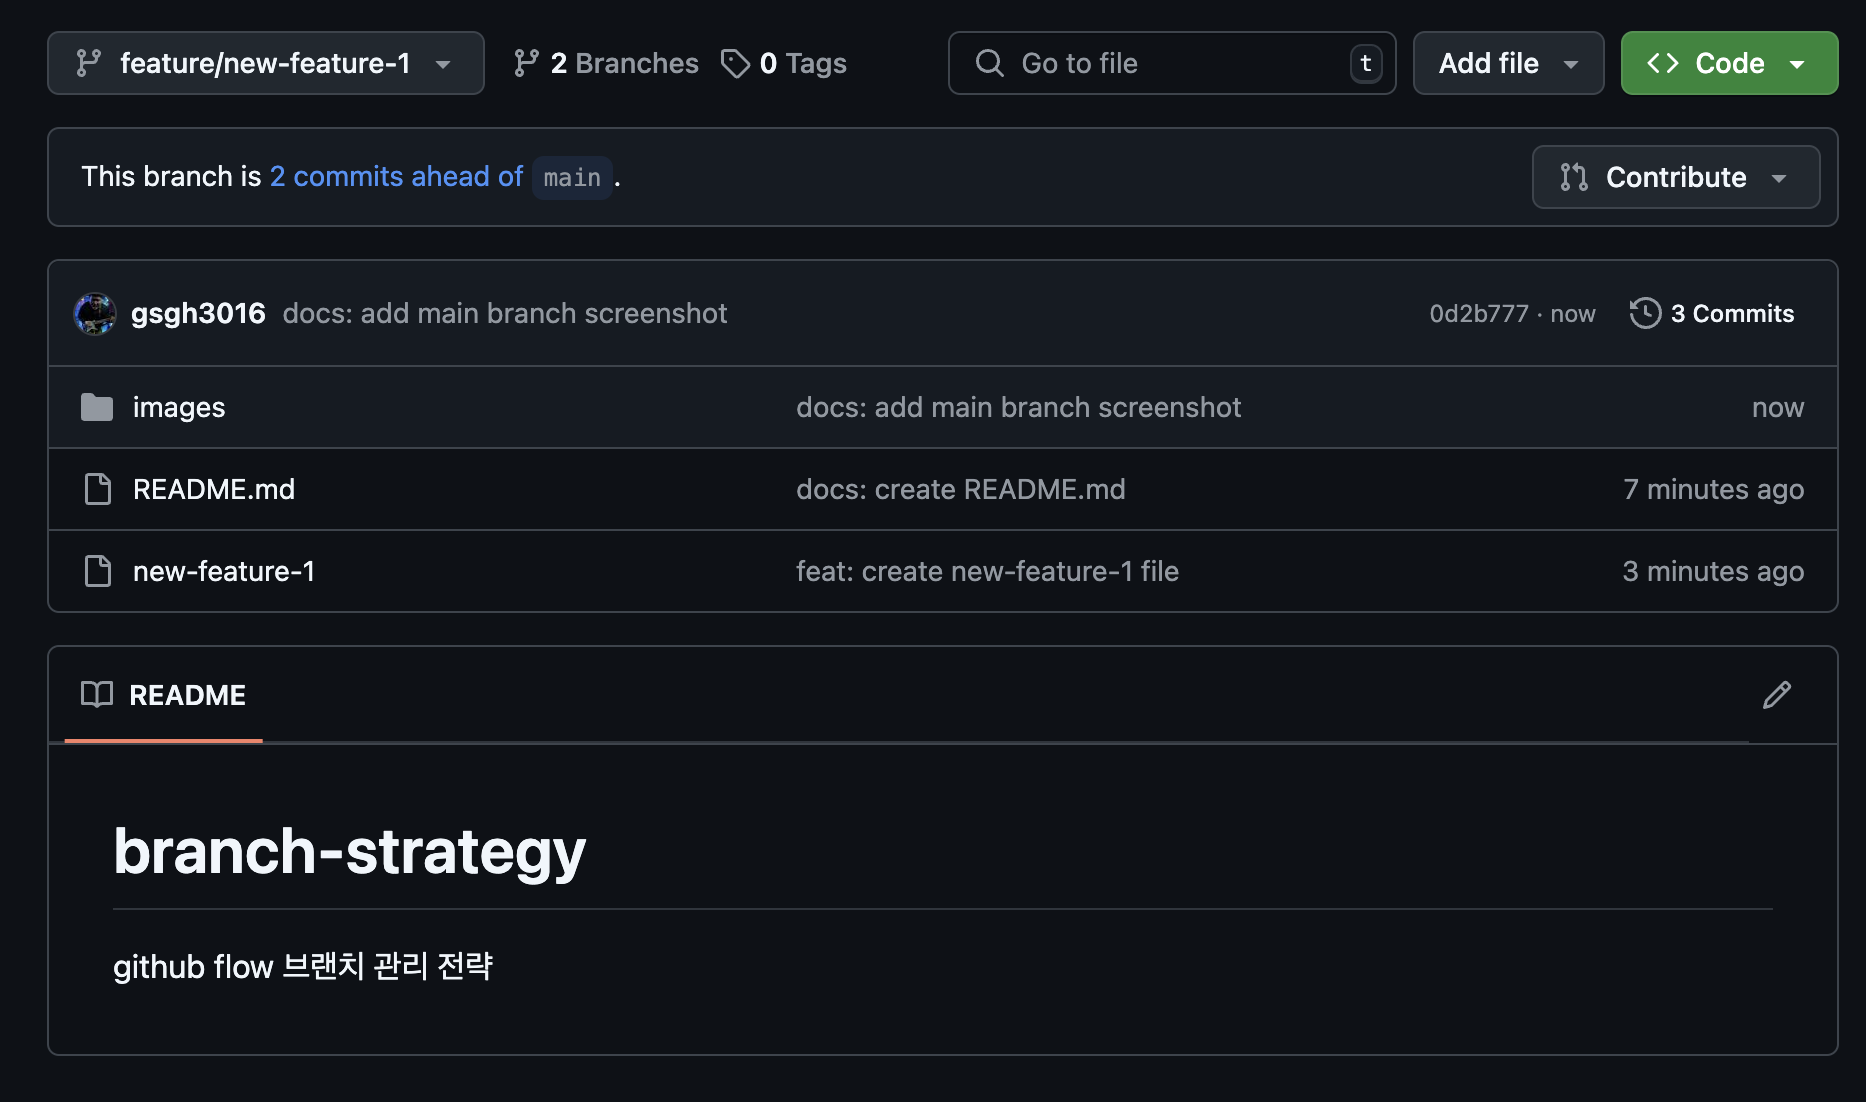 feature/new-feature-1 2 Branches 0 Tags Go to file t Add file Code
This branch is 2 commits ahead of main . Contribute
gsgh3016 docs: add main branch screenshot 0d2b777 · now 3 Commits
images docs: add main branch screenshot now
README.md docs: create README.md 7 minutes ago
new-feature-1 feat: create new-feature-1 file 3 minutes ago
README
branch-strategy
github flow 브랜치 관리 전략